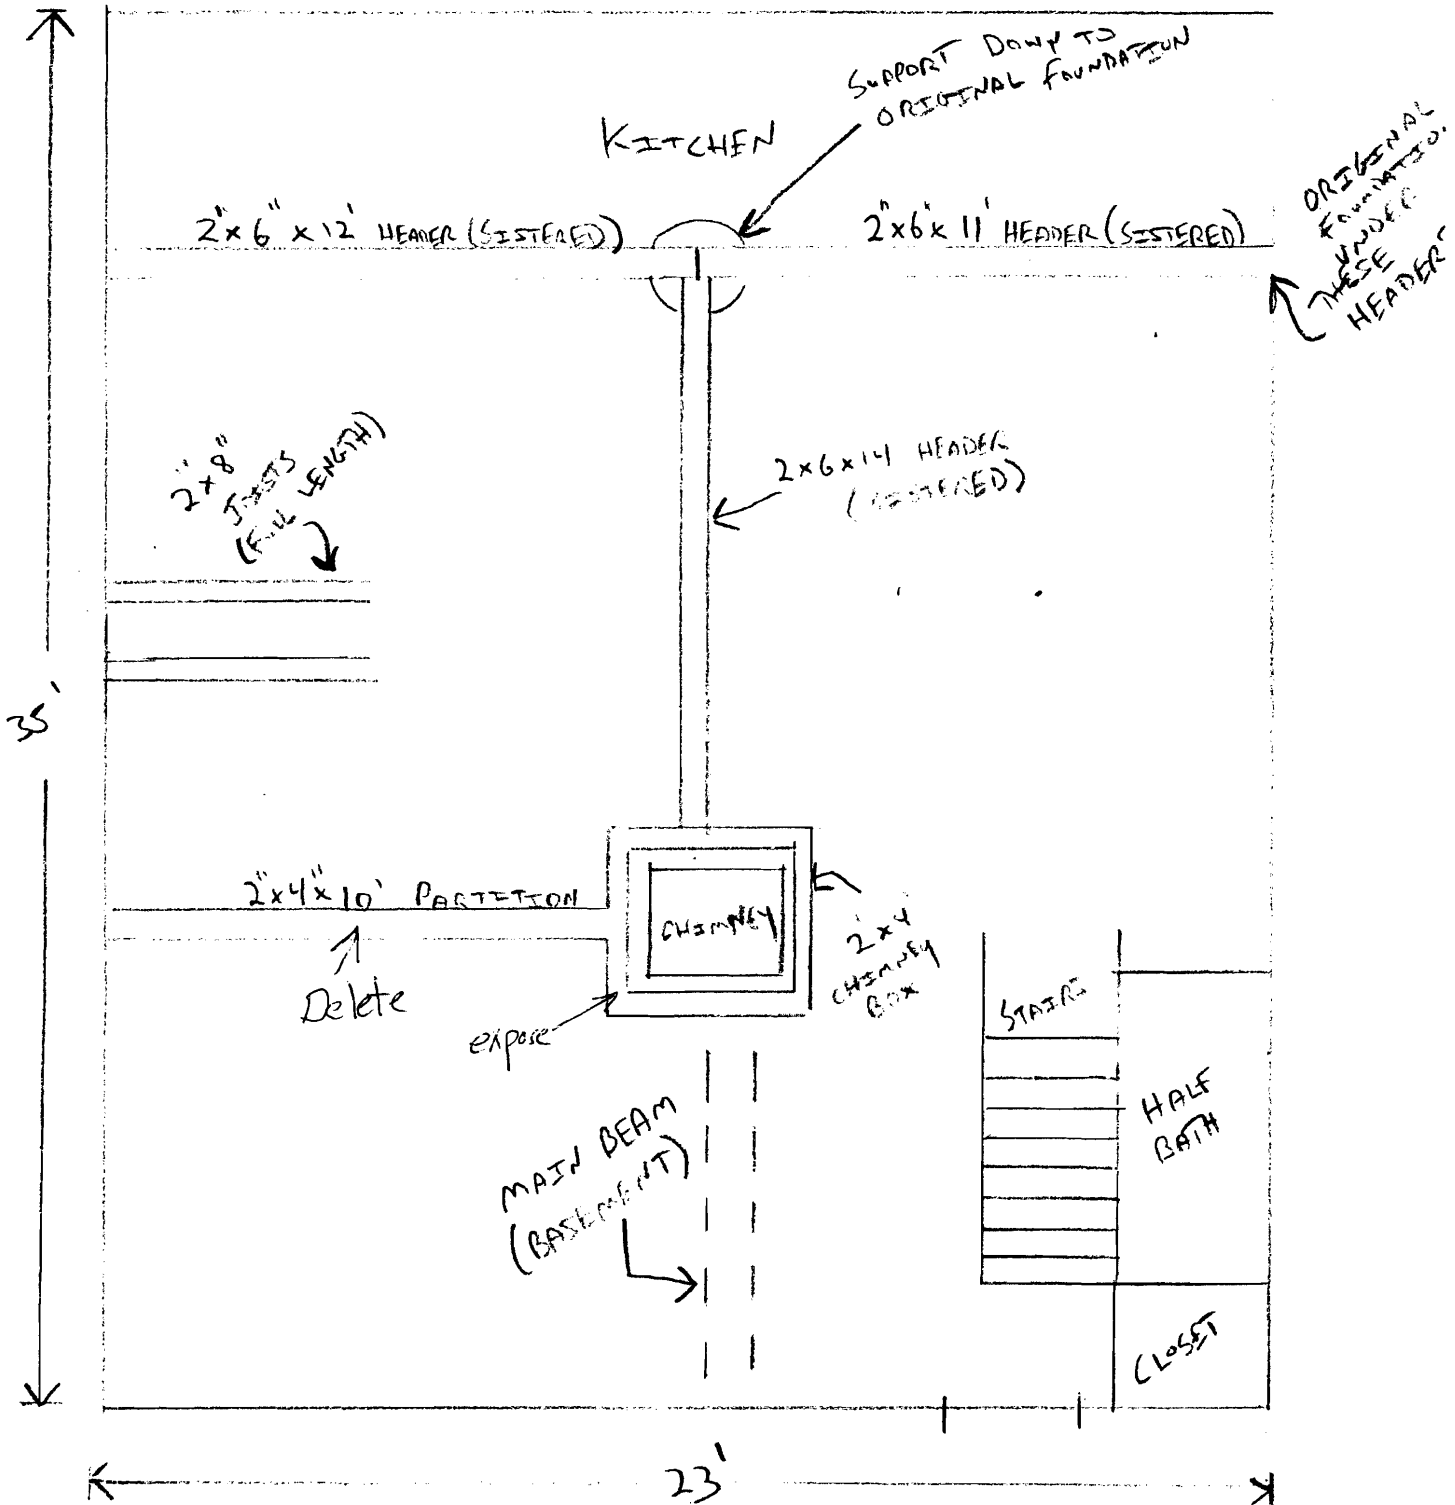 SUPPORT DOWN TO
ORIGINAL FOUNDATION
KITCHEN
ORIGINAL
FOUNDATION
UNDER
THESE
HEADERS
2"x6"x12' HEADER (SISTERED)
2"x6"x11' HEADER (SISTERED)
2"x8"
JOISTS
(FULL LENGTH)
2x6x14 HEADER
(SISTERED)
35'
2"x4"x10' PARTITION
CHIMNEY
2x4
CHIMNEY
BOX
Delete
expose
STAIRS
HALF
BATH
MAIN BEAM
(BASEMENT)
CLOSET
23'